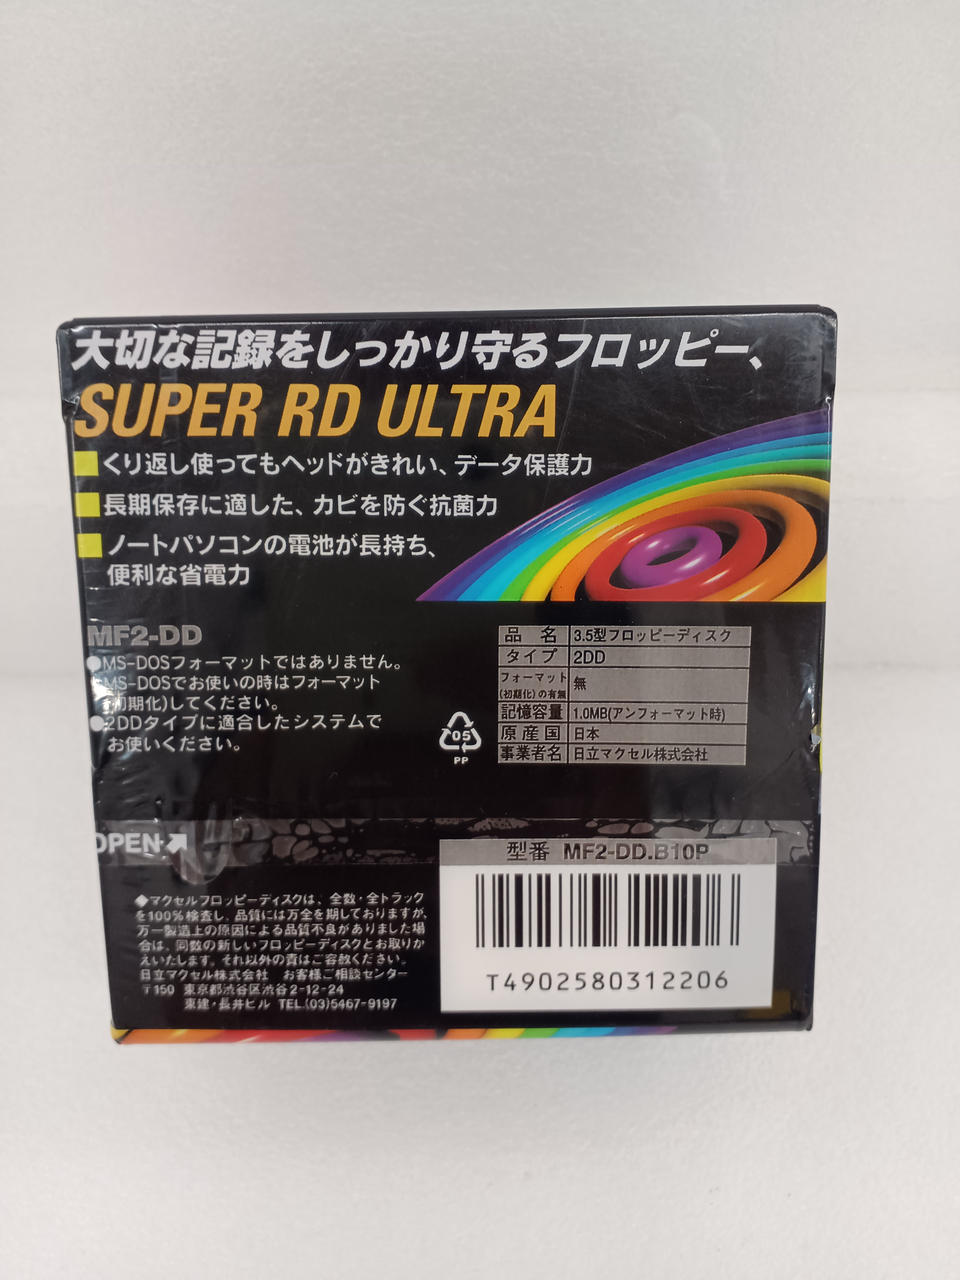 大切な記録をしっかり守るフロッピー、
SUPER RD ULTRA
くり返し使ってもヘッドがきれい、データ保護力
長期保存に適した、カビを防ぐ抗菌力
ノートパソコンの電池が長持ち、
便利な省電力
MF2-DD
●MS-DOSフォーマットではありません。
MS-DOSでお使いの時はフォーマット
(初期化)してください。
●2DDタイプに適合したシステムで
お使いください。
05
PP
品 名 3.5型フロッピーディスク
タイプ 2DD
フォーマット
(初期化)の有無 無
記憶容量 1.0MB(アンフォーマット時)
原産国 日本
事業者名 日立マクセル株式会社
OPEN
型番 MF2-DD.B10P
T4902580312206
◆マクセルフロッピーディスクは、全数・全トラック
を100%検査し、品質には万全を期しておりますが、
万一製造上の原因による品質不良がありました場
合は、同数の新しいフロッピーディスクとお取りか
えいたします。それ以外の責はご容赦ください。
日立マクセル株式会社 お客様ご相談センター
〒150 東京都渋谷区渋谷2-12-24
東建・長井ビル TEL.(03)5467-9197